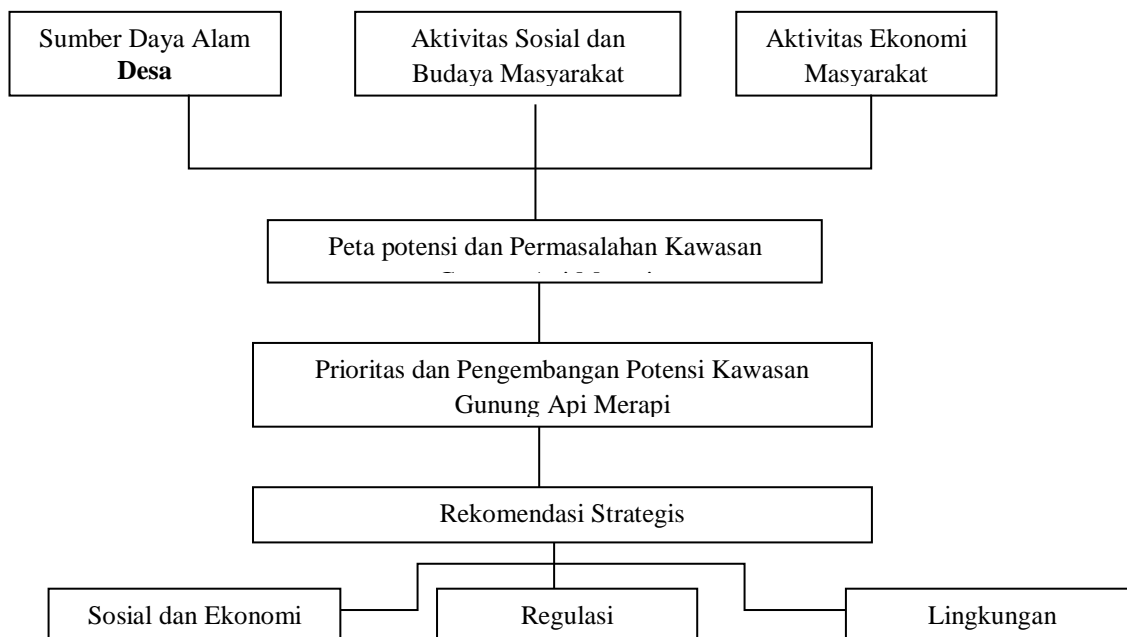 Sumber Daya Alam
Desa
Aktivitas Sosial dan
Budaya Masyarakat
Aktivitas Ekonomi
Masyarakat
Peta potensi dan Permasalahan Kawasan
Prioritas dan Pengembangan Potensi Kawasan
Gunung Api Merapi
Rekomendasi Strategis
Sosial dan Ekonomi
Regulasi
Lingkungan